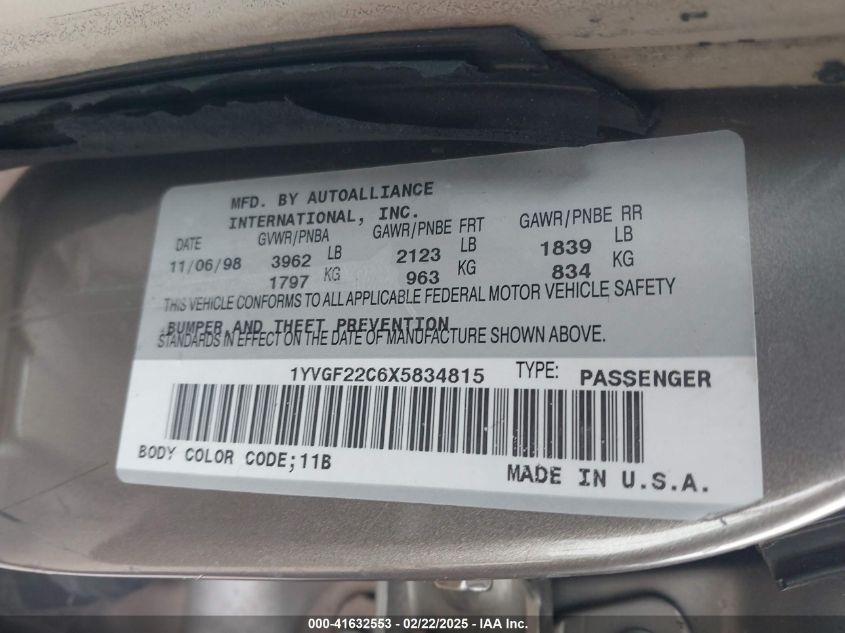 MFD. BY AUTOALLIANCE
INTERNATIONAL, INC.
DATE GVWR/PNBA GAWR/PNBE FRT GAWR/PNBE RR
11/06/98 3962 LB 2123 LB 1839 LB
1797 KG 963 KG 834 KG
THIS VEHICLE CONFORMS TO ALL APPLICABLE FEDERAL MOTOR VEHICLE SAFETY
BUMPER,AND THEFT PREVENTION
STANDARDS IN EFFECT ON THE DATE OF MANUFACTURE SHOWN ABOVE.
1YVGF22C6X5834815 TYPE: PASSENGER
BODY COLOR CODE;11B
MADE IN U.S.A.
000-41632553 - 02/22/2025 - IAA Inc.